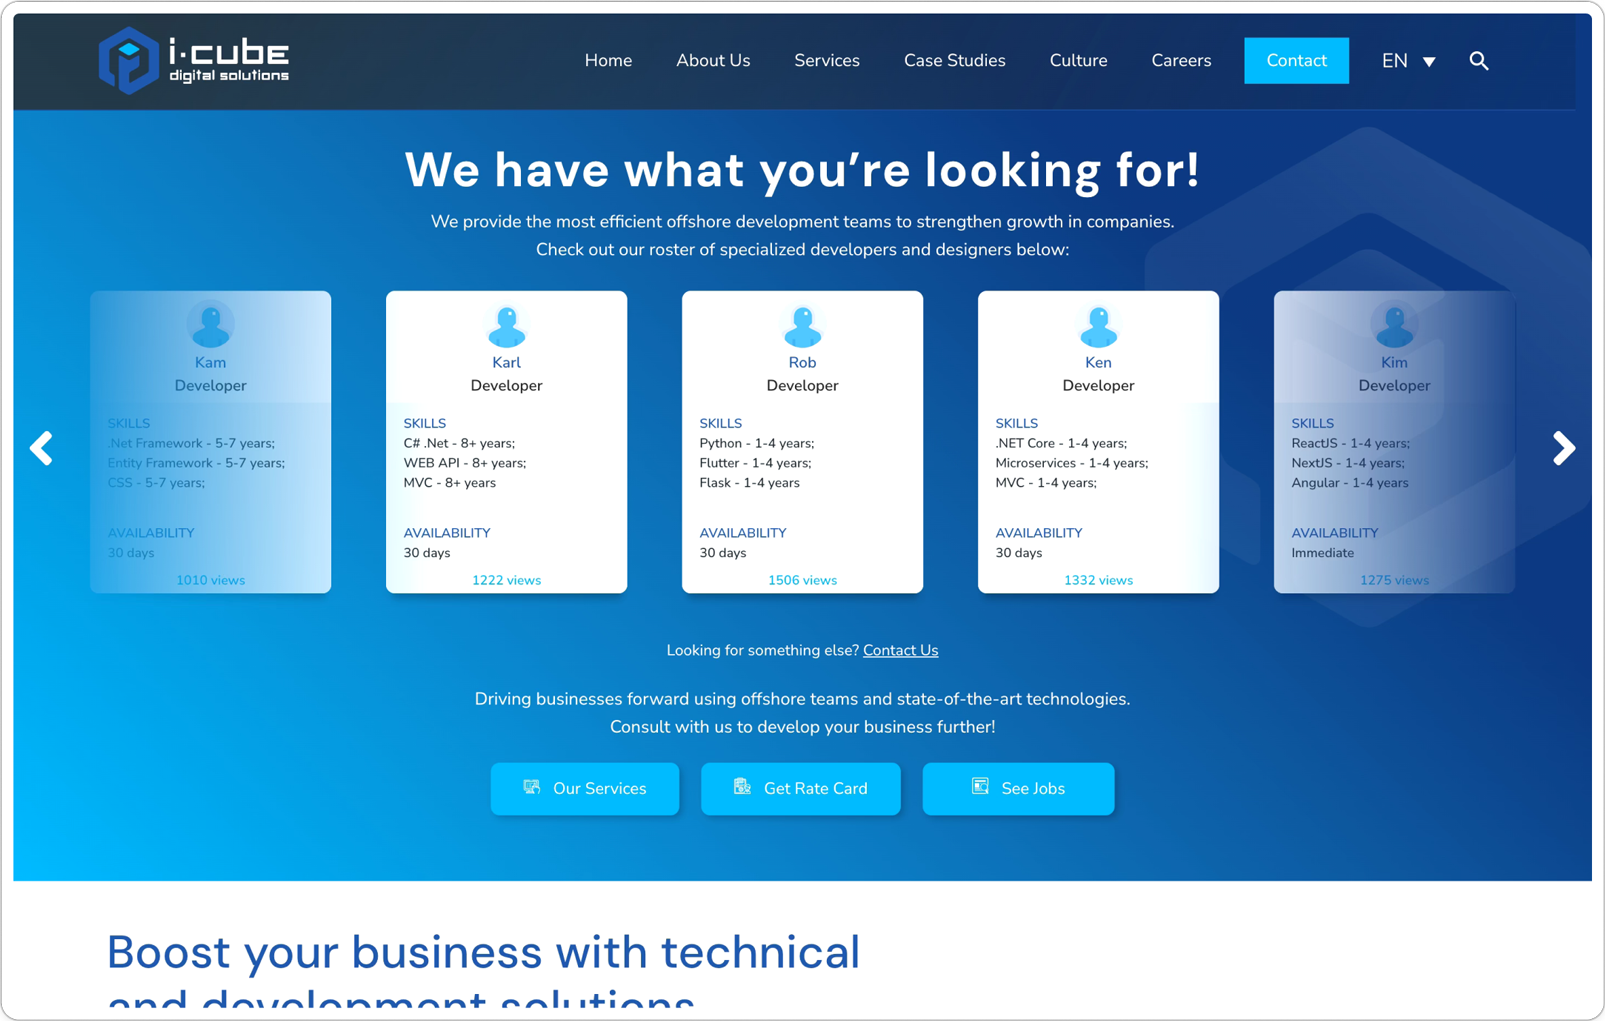 i·cube
digital solutions
Home About Us Services Case Studies Culture Careers Contact EN
We have what you’re looking for!
We provide the most efficient offshore development teams to strengthen growth in companies.
Check out our roster of specialized developers and designers below:
Kam
Developer
SKILLS
.Net Framework - 5-7 years;
Entity Framework - 5-7 years;
CSS - 5-7 years;
AVAILABILITY
30 days
1010 views
Karl
Developer
SKILLS
C# .Net - 8+ years;
WEB API - 8+ years;
MVC - 8+ years
AVAILABILITY
30 days
1222 views
Rob
Developer
SKILLS
Python - 1-4 years;
Flutter - 1-4 years;
Flask - 1-4 years
AVAILABILITY
30 days
1506 views
Ken
Developer
SKILLS
.NET Core - 1-4 years;
Microservices - 1-4 years;
MVC - 1-4 years;
AVAILABILITY
30 days
1332 views
Kim
Developer
SKILLS
ReactJS - 1-4 years;
NextJS - 1-4 years;
Angular - 1-4 years
AVAILABILITY
Immediate
1275 views
Looking for something else? Contact Us
Driving businesses forward using offshore teams and state-of-the-art technologies.
Consult with us to develop your business further!
Our Services
Get Rate Card
See Jobs
Boost your business with technical
and development solutions